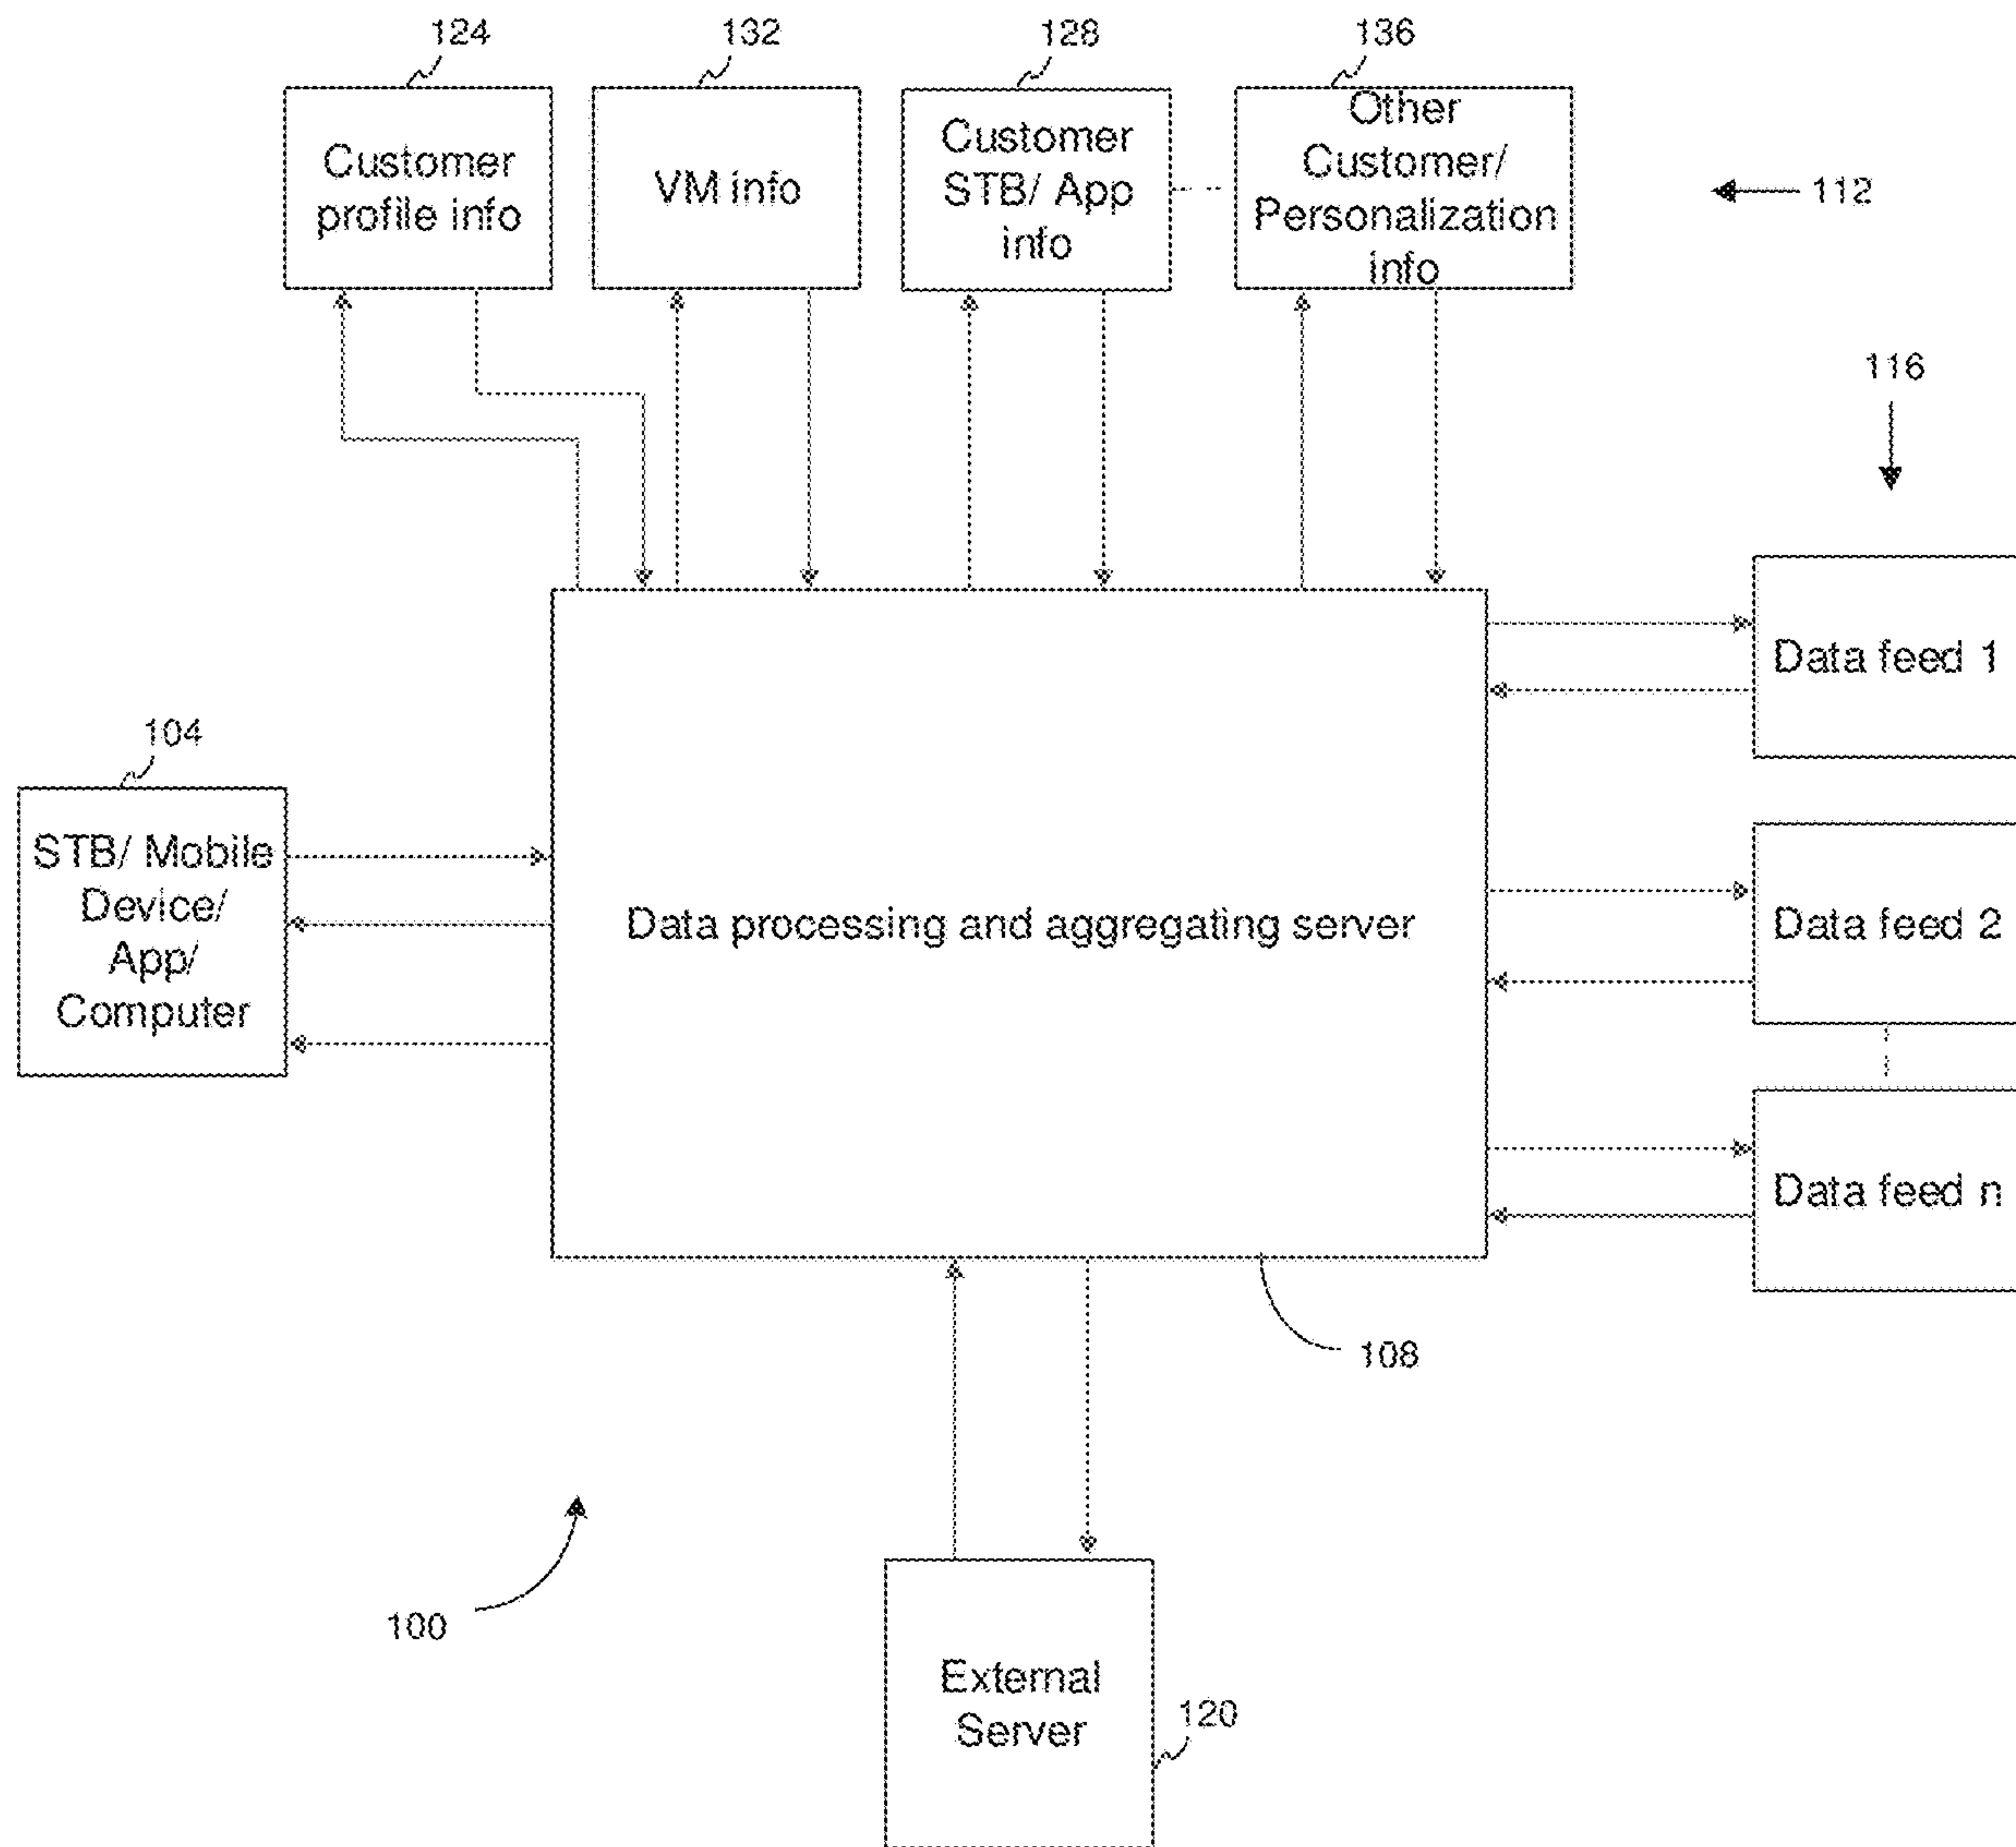 124
132
128
136
Customer
profile info
VM info
Customer
STB/ App
info
Other
Customer/
Personalization
info
112
116
104
STB/ Mobile
Device/
App/
Computer
Data processing and aggregating server
Data feed 1
Data feed 2
Data feed n
108
100
External
Server
120